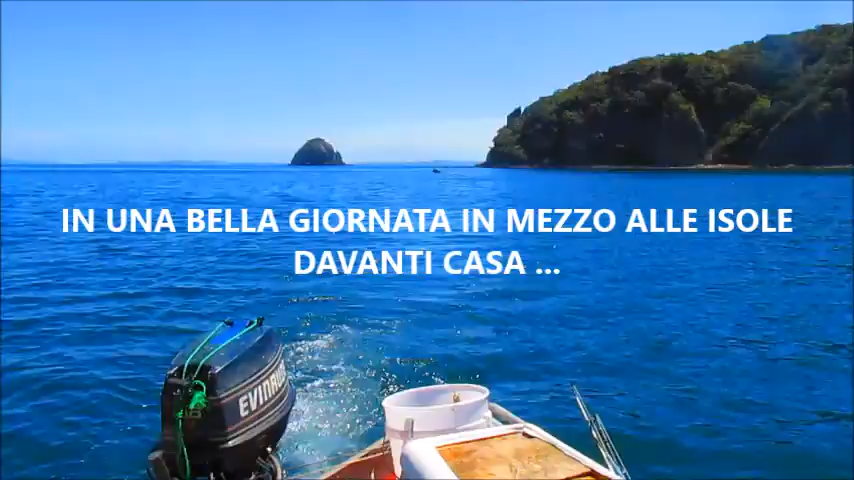 IN UNA BELLA GIORNATA IN MEZZO ALLE ISOLE
DAVANTI CASA ...
EVINRUDE